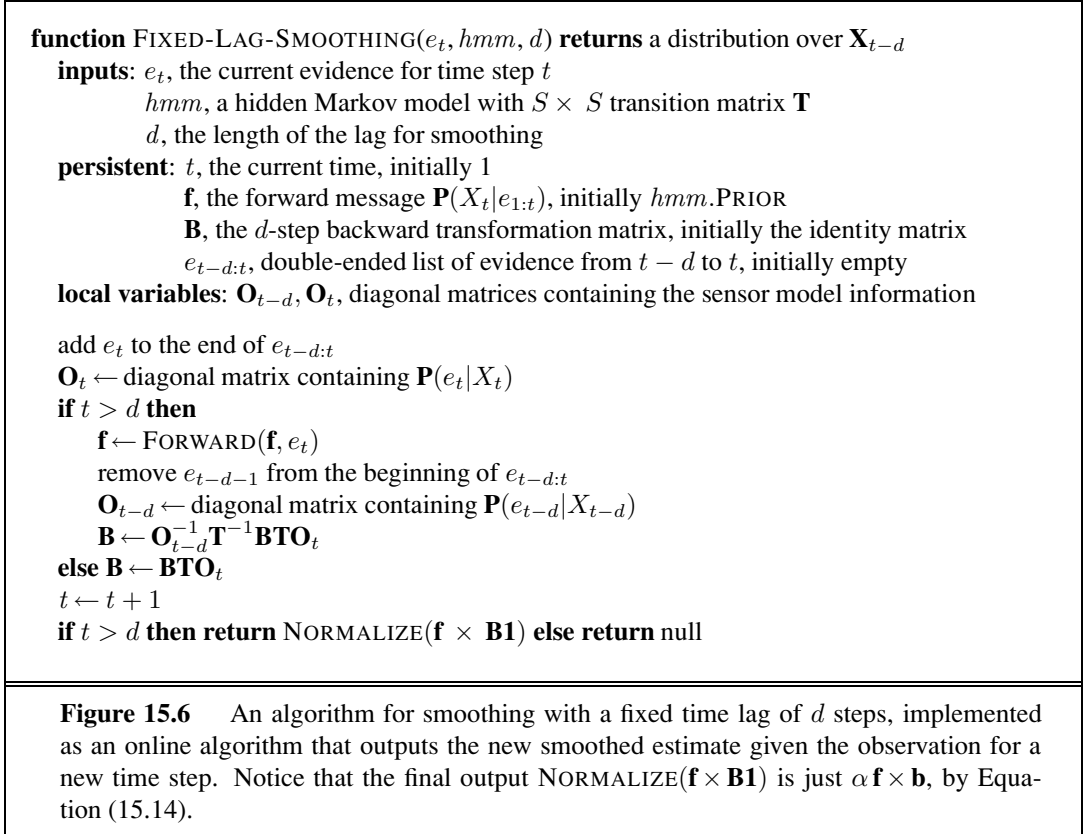 function FIXED-LAG-SMOOTHING(e_t, hmm, d) returns a distribution over X_{t−d}
inputs: e_t, the current evidence for time step t
hmm, a hidden Markov model with S × S transition matrix T
d, the length of the lag for smoothing
persistent: t, the current time, initially 1
f, the forward message P(X_t|e_{1:t}), initially hmm.PRIOR
B, the d-step backward transformation matrix, initially the identity matrix
e_{t−d:t}, double-ended list of evidence from t − d to t, initially empty
local variables: O_{t−d}, O_t, diagonal matrices containing the sensor model information
add e_t to the end of e_{t−d:t}
O_t ← diagonal matrix containing P(e_t|X_t)
if t > d then
f ← FORWARD(f, e_t)
remove e_{t−d−1} from the beginning of e_{t−d:t}
O_{t−d} ← diagonal matrix containing P(e_{t−d}|X_{t−d})
B ← O_{t−d}^{−1}T^{−1}BTO_t
else B ← BTO_t
t ← t + 1
if t > d then return NORMALIZE(f × B1) else return null
Figure 15.6 An algorithm for smoothing with a fixed time lag of d steps, implemented
as an online algorithm that outputs the new smoothed estimate given the observation for a
new time step. Notice that the final output NORMALIZE(f × B1) is just α f × b, by Equa-
tion (15.14).